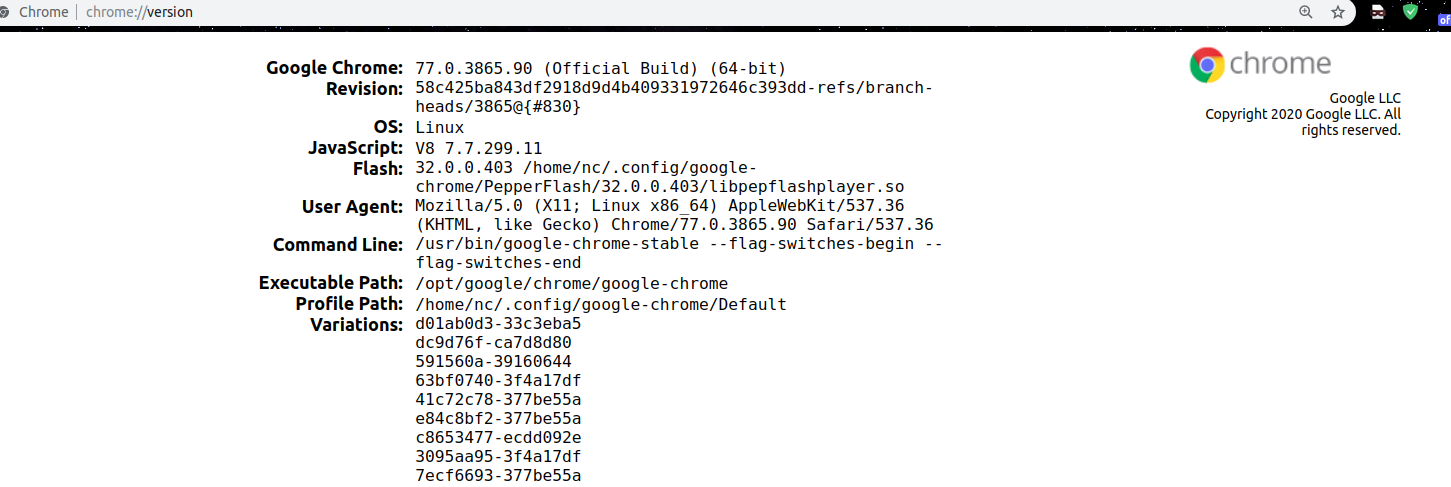 Chrome | chrome://version
of
chrome
Google LLC
Copyright 2020 Google LLC. All
rights reserved.
Google Chrome: 77.0.3865.90 (Official Build) (64-bit)
Revision: 58c425ba843df2918d9d4b409331972646c393dd-refs/branch-
heads/3865@{#830}
OS: Linux
JavaScript: V8 7.7.299.11
Flash: 32.0.0.403 /home/nc/.config/google-
chrome/PepperFlash/32.0.0.403/libpepflashplayer.so
User Agent: Mozilla/5.0 (X11; Linux x86_64) AppleWebKit/537.36
(KHTML, like Gecko) Chrome/77.0.3865.90 Safari/537.36
Command Line: /usr/bin/google-chrome-stable --flag-switches-begin --
flag-switches-end
Executable Path: /opt/google/chrome/google-chrome
Profile Path: /home/nc/.config/google-chrome/Default
Variations: d01ab0d3-33c3eba5
dc9d76f-ca7d8d80
591560a-39160644
63bf0740-3f4a17df
41c72c78-377be55a
e84c8bf2-377be55a
c8653477-ecdd092e
3095aa95-3f4a17df
7ecf6693-377be55a